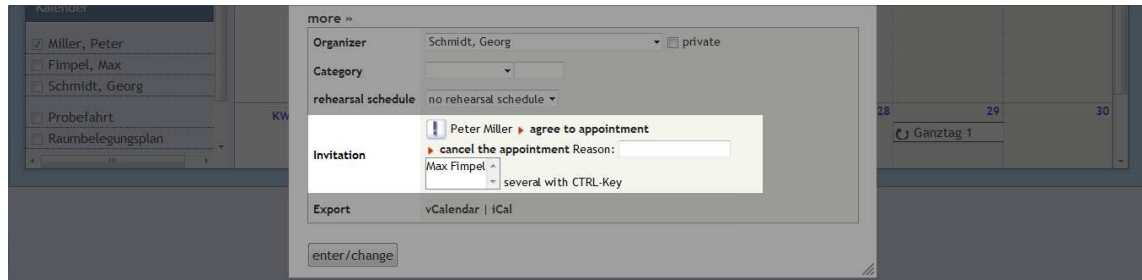 Kalender
Miller, Peter
Fimpel, Max
Schmidt, Georg
Probefahrt
Raumbelegungsplan
KW
more »
Organizer Schmidt, Georg private
Category
rehearsal schedule no rehearsal schedule
Invitation
Peter Miller agree to appointment
cancel the appointment Reason:
Max Fimpel
several with CTRL-Key
Export vCalendar | iCal
enter/change
28 29 30
Ganztag 1